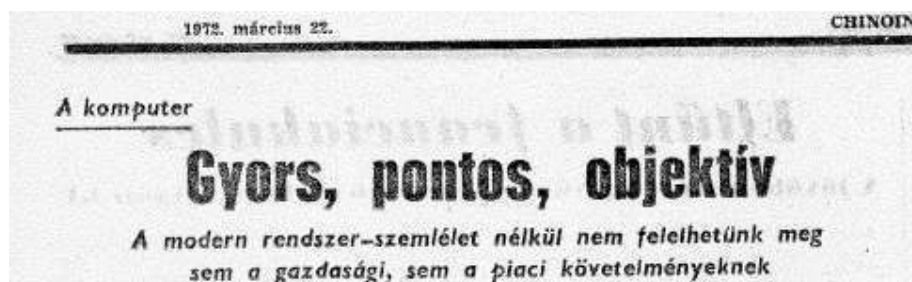 1972. március 22.
CHINOIN
A komputer
Gyors, pontos, objektív
A modern rendszer-szemlélet nélkül nem felelhetünk meg
sem a gazdasági, sem a piaci követelményeknek